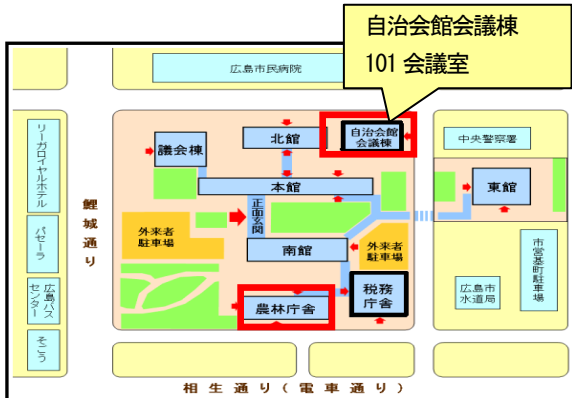 自治会館会議棟
101 会議室
広島市民病院
リーガロイヤルホテル
パセーラ
広島バスセンター
そごう
鯉城通り
議会棟
北館
自治会館
会議棟
中央警察署
本館
東館
正面玄関
外来者
駐車場
南館
外来者
駐車場
農林庁舎
税務
庁舎
広島市
水道局
市営基町駐車場
相生通り(電車通り)